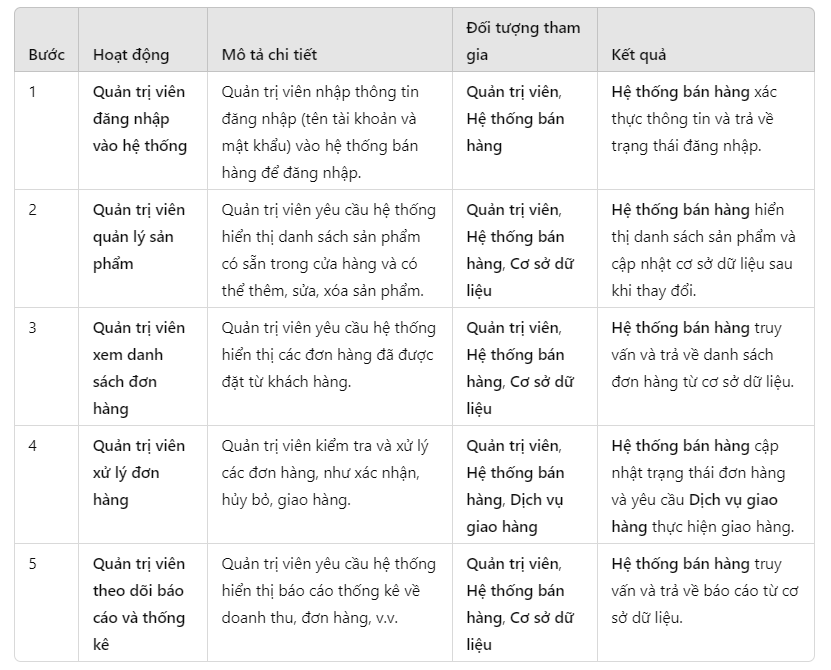 Bước | Hoạt động | Mô tả chi tiết | Đối tượng tham gia | Kết quả
1 | Quản trị viên đăng nhập vào hệ thống | Quản trị viên nhập thông tin đăng nhập (tên tài khoản và mật khẩu) vào hệ thống bán hàng để đăng nhập. | Quản trị viên, Hệ thống bán hàng | Hệ thống bán hàng xác thực thông tin và trả về trạng thái đăng nhập.
2 | Quản trị viên quản lý sản phẩm | Quản trị viên yêu cầu hệ thống hiển thị danh sách sản phẩm có sẵn trong cửa hàng và có thể thêm, sửa, xóa sản phẩm. | Quản trị viên, Hệ thống bán hàng, Cơ sở dữ liệu | Hệ thống bán hàng hiển thị danh sách sản phẩm và cập nhật cơ sở dữ liệu sau khi thay đổi.
3 | Quản trị viên xem danh sách đơn hàng | Quản trị viên yêu cầu hệ thống hiển thị các đơn hàng đã được đặt từ khách hàng. | Quản trị viên, Hệ thống bán hàng, Cơ sở dữ liệu | Hệ thống bán hàng truy vấn và trả về danh sách đơn hàng từ cơ sở dữ liệu.
4 | Quản trị viên xử lý đơn hàng | Quản trị viên kiểm tra và xử lý các đơn hàng, như xác nhận, hủy bỏ, giao hàng. | Quản trị viên, Hệ thống bán hàng, Dịch vụ giao hàng | Hệ thống bán hàng cập nhật trạng thái đơn hàng và yêu cầu Dịch vụ giao hàng thực hiện giao hàng.
5 | Quản trị viên theo dõi báo cáo và thống kê | Quản trị viên yêu cầu hệ thống hiển thị báo cáo thống kê về doanh thu, đơn hàng, v.v. | Quản trị viên, Hệ thống bán hàng, Cơ sở dữ liệu | Hệ thống bán hàng truy vấn và trả về báo cáo từ cơ sở dữ liệu.